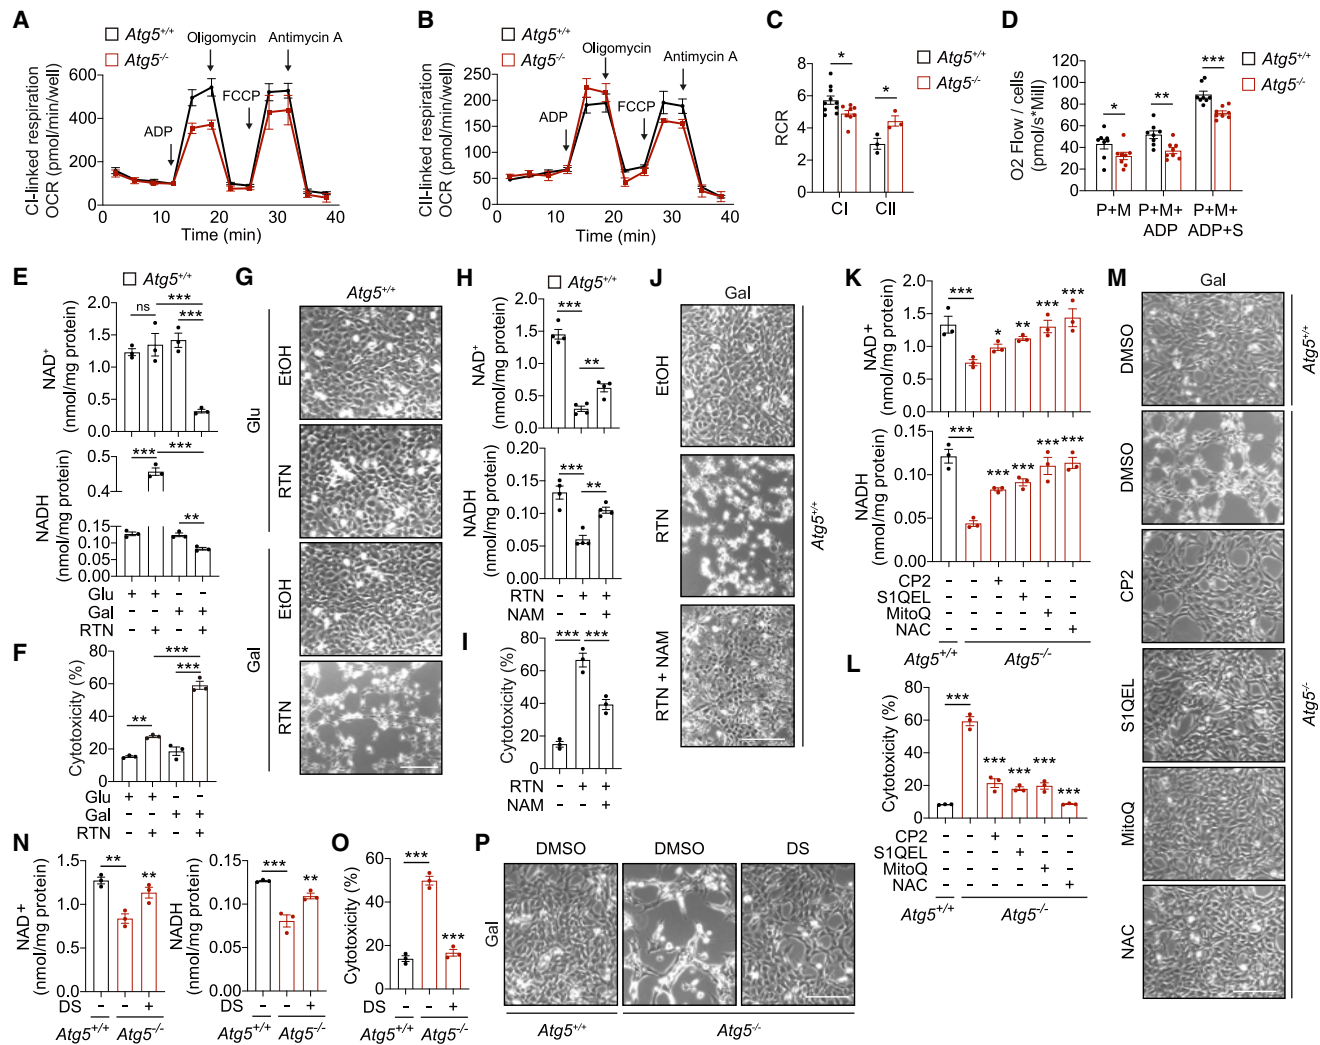 A
Atg5+/+
Atg5-/-
Oligomycin
Antimycin A
ADP
FCCP
CI-linked respiration
OCR (pmol/min/well)
600
400
200
0
0 10 20 30 40
Time (min)
B
Atg5+/+
Atg5-/-
Oligomycin
Antimycin A
ADP
FCCP
CII-linked respiration
OCR (pmol/min/well)
250
200
150
100
50
0
0 10 20 30 40
Time (min)
C
Atg5+/+
Atg5-/-
RCR
8
6
4
2
0
*
*
CI CII
D
Atg5+/+
Atg5-/-
O2 Flow / cells
(pmol/s*Mill)
120
100
80
60
40
20
0
*
**
***
P+M P+M+ P+M+
ADP ADP+S
E
Atg5+/+
NAD+
(nmol/mg protein)
2.0
1.5
1.0
0.5
0.0
ns
***
***
NADH
(nmol/mg protein)
0.5
0.4
0.15
0.10
0.05
0.00
***
***
**
Glu + + - -
Gal - - + +
RTN - + - +
F
Cytotoxicity (%)
80
60
40
20
0
**
***
***
Glu + + - -
Gal - - + +
RTN - + - +
G
Atg5+/+
Glu
EtOH
RTN
Gal
EtOH
RTN
H
Atg5+/+
NAD+
(nmol/mg protein)
2.0
1.5
1.0
0.5
0.0
***
**
NADH
(nmol/mg protein)
0.20
0.15
0.10
0.05
0.00
***
**
RTN - + +
NAM - - +
I
Cytotoxicity (%)
100
80
60
40
20
0
*** ***
RTN - + +
NAM - - +
J
Gal
EtOH
RTN
RTN + NAM
Atg5+/+
K
NAD+
(nmol/mg protein)
2.0
1.5
1.0
0.5
0.0
***
*
**
***
***
NADH
(nmol/mg protein)
0.15
0.10
0.05
0.00
***
***
***
***
***
CP2 - - + - - -
S1QEL - - - + - -
MitoQ - - - - + -
NAC - - - - - +
Atg5+/+ Atg5-/-
L
Cytotoxicity (%)
80
60
40
20
0
***
***
***
***
***
CP2 - - + - - -
S1QEL - - - + - -
MitoQ - - - - + -
NAC - - - - - +
Atg5+/+ Atg5-/-
M
Gal
DMSO
DMSO
CP2
S1QEL
MitoQ
NAC
Atg5+/+
Atg5-/-
N
NAD+
(nmol/mg protein)
1.5
1.0
1.0
0.0
**
**
DS - - +
Atg5+/+ Atg5-/-
NADH
(nmol/mg protein)
0.15
0.10
0.05
0.00
***
**
DS - - +
Atg5+/+ Atg5-/-
O
Cytotoxicity (%)
60
40
20
0
***
***
DS - - +
Atg5+/+ Atg5-/-
P
DMSO DMSO DS
Gal
Atg5+/+ Atg5-/-